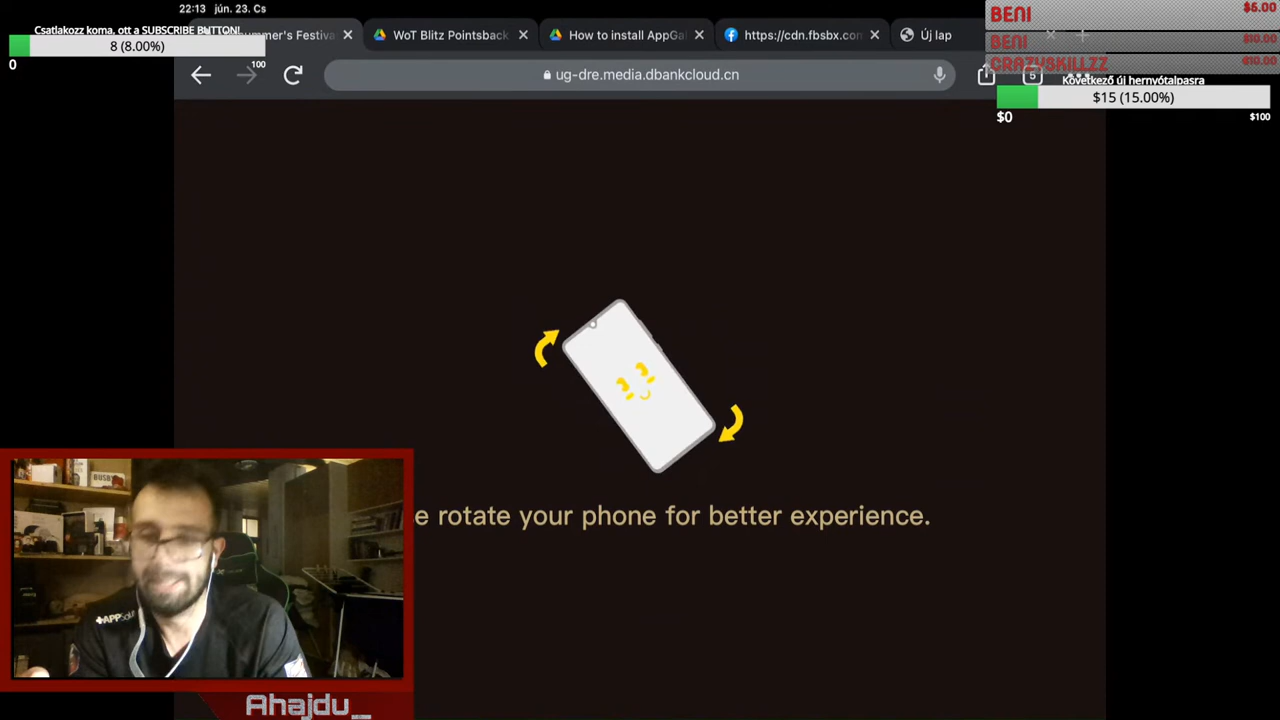 22:13 jún. 23. Cs
Csatlakozz koma, ott a SUBSCRIBE BUTTON!
8 (8.00%)
0
100
ummer's Festiva
WoT Blitz Pointsback
How to install AppGa
https://cdn.fbsbx.con
Új lap
ug-dre.media.dbankcloud.cn
5
BENI $5.00
BENI $10.00
CRAZYSKILLZZ $10.00
Következő új hernyótalpasra
$15 (15.00%)
$0
$100
e rotate your phone for better experience.
BUSBY
Ahajdu_